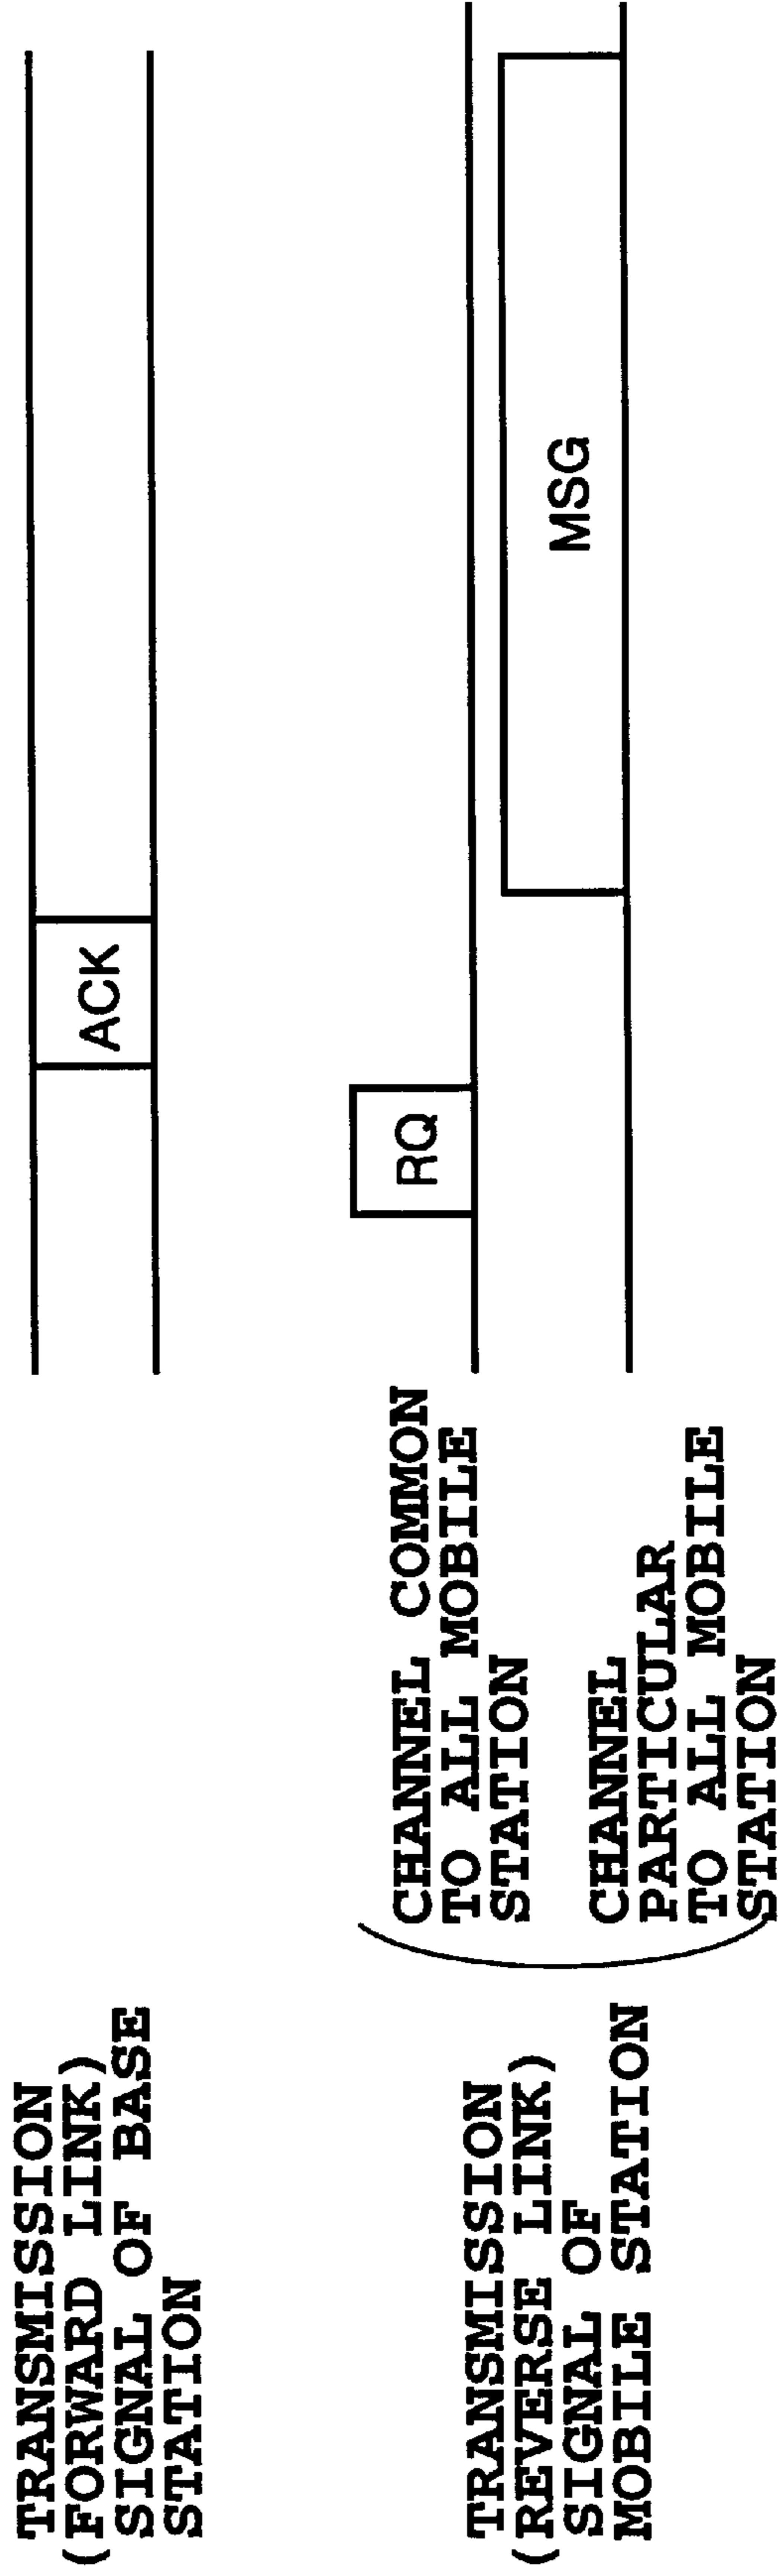 TRANSMISSION
(FORWARD LINK)
SIGNAL OF BASE
STATION
ACK
TRANSMISSION
(REVERSE LINK)
SIGNAL OF
MOBILE STATION
CHANNEL COMMON
TO ALL MOBILE
STATION
RQ
CHANNEL
PARTICULAR
TO ALL MOBILE
STATION
MSG